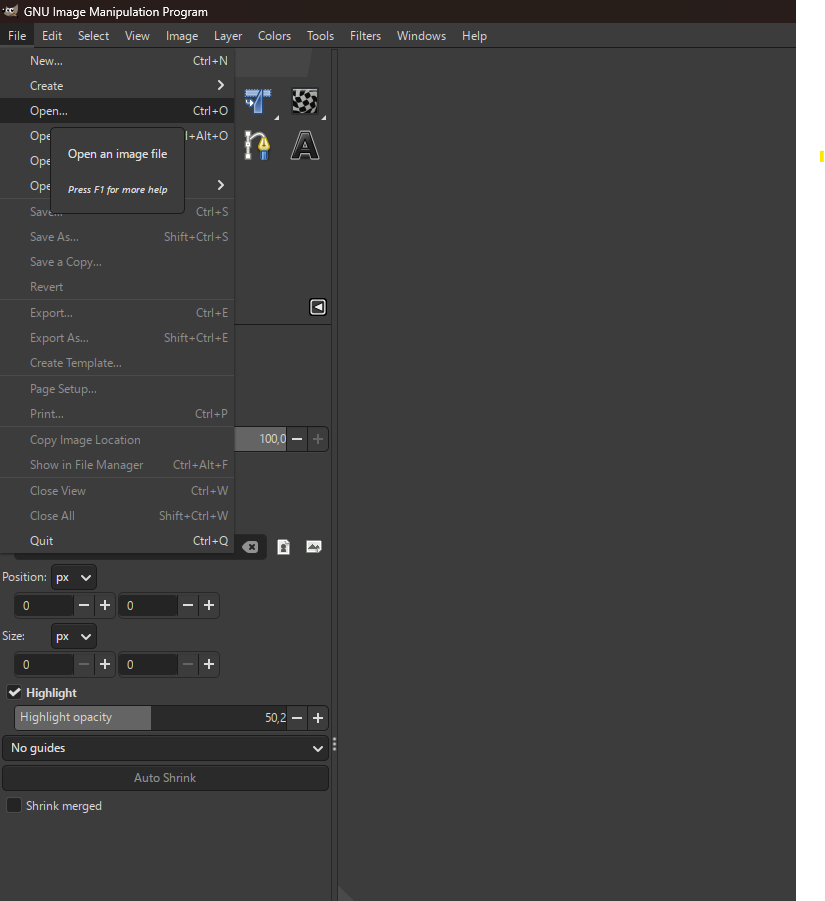 GNU Image Manipulation Program
File Edit Select View Image Layer Colors Tools Filters Windows Help
New... Ctrl+N
Create
Open... Ctrl+O
Ope l+Alt+O
Open an image file
Ope
Press F1 for more help
Ope
Save... Ctrl+S
Save As... Shift+Ctrl+S
Save a Copy...
Revert
Export... Ctrl+E
Export As... Shift+Ctrl+E
Create Template...
Page Setup...
Print... Ctrl+P
Copy Image Location
100,0
Show in File Manager Ctrl+Alt+F
Close View Ctrl+W
Close All Shift+Ctrl+W
Quit Ctrl+Q
Position: px
0 0
Size: px
0 0
Highlight
Highlight opacity 50,2
No guides
Auto Shrink
Shrink merged